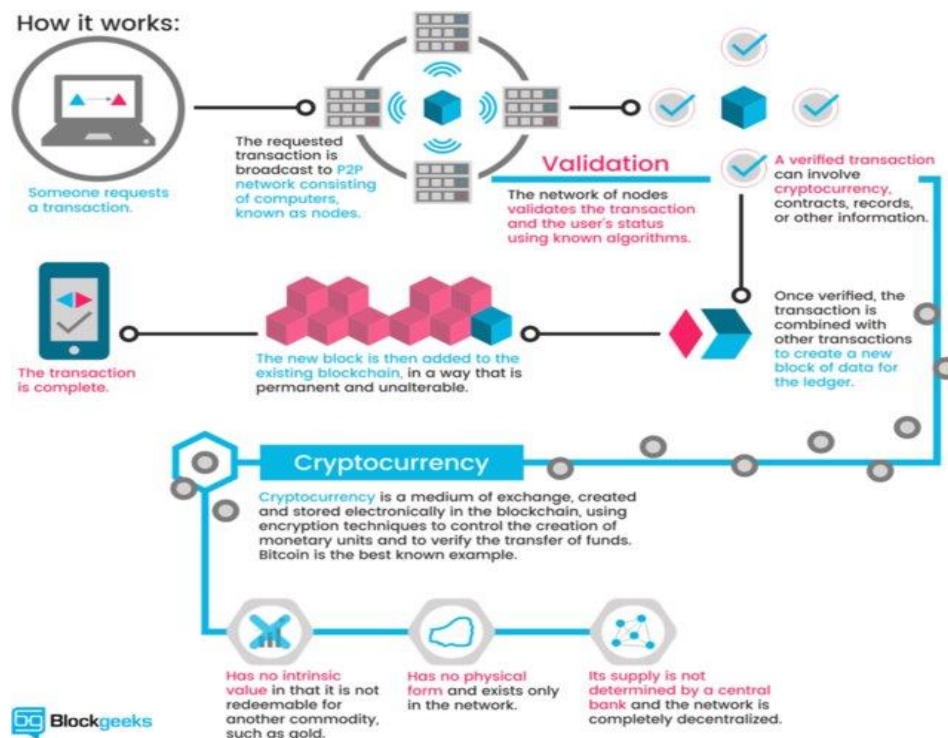 How it works:
Someone requests
a transaction.
The requested
transaction is
broadcast to P2P
network consisting
of computers,
known as nodes.
Validation
The network of nodes
validates the transaction
and the user's status
using known algorithms.
A verified transaction
can involve
cryptocurrency,
contracts, records,
or other information.
Once verified, the
transaction is
combined with
other transactions
to create a new
block of data for
the ledger.
The new block is then added to the
existing blockchain, in a way that is
permanent and unalterable.
The transaction
is complete.
Cryptocurrency
Cryptocurrency is a medium of exchange, created
and stored electronically in the blockchain, using
encryption techniques to control the creation of
monetary units and to verify the transfer of funds.
Bitcoin is the best known example.
Has no intrinsic
value in that it is not
redeemable for
another commodity,
such as gold.
Has no physical
form and exists only
in the network.
Its supply is not
determined by a central
bank and the network is
completely decentralized.
bg Blockgeeks